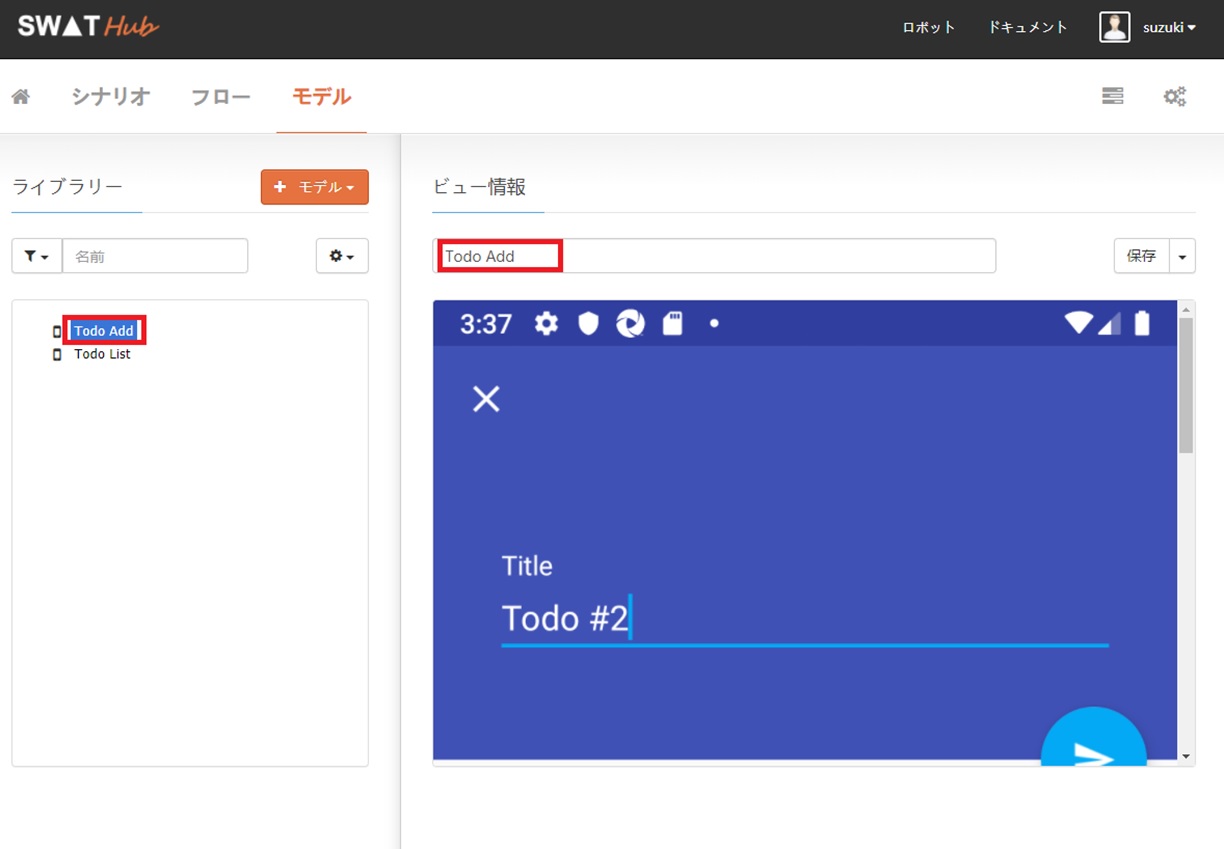 SWAT Hub
ロボット ドキュメント suzuki
シナリオ フロー モデル
ライブラリー
+ モデル
ビュー情報
名前
Todo Add
保存
Todo Add
Todo List
3:37
Title
Todo #2